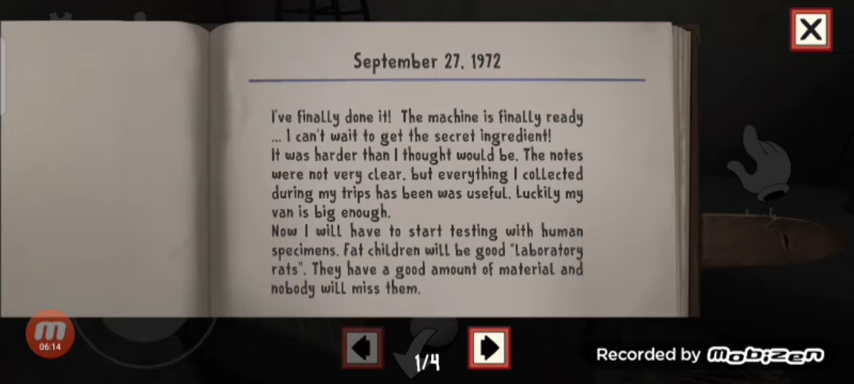 September 27, 1972
I've finally done it! The machine is finally ready
... I can't wait to get the secret ingredient!
It was harder than I thought would be. The notes
were not very clear, but everything I collected
during my trips has been was useful. Luckily my
van is big enough.
Now I will have to start testing with human
specimens. Fat children will be good "laboratory
rats". They have a good amount of material and
nobody will miss them.
06:14
1/4
Recorded by mobizen